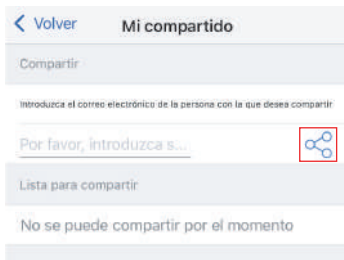 Volver
Mi compartido
Compartir
Introduzca el correo electrónico de la persona con la que desea compartir
Por favor, introduzca s...
Lista para compartir
No se puede compartir por el momento